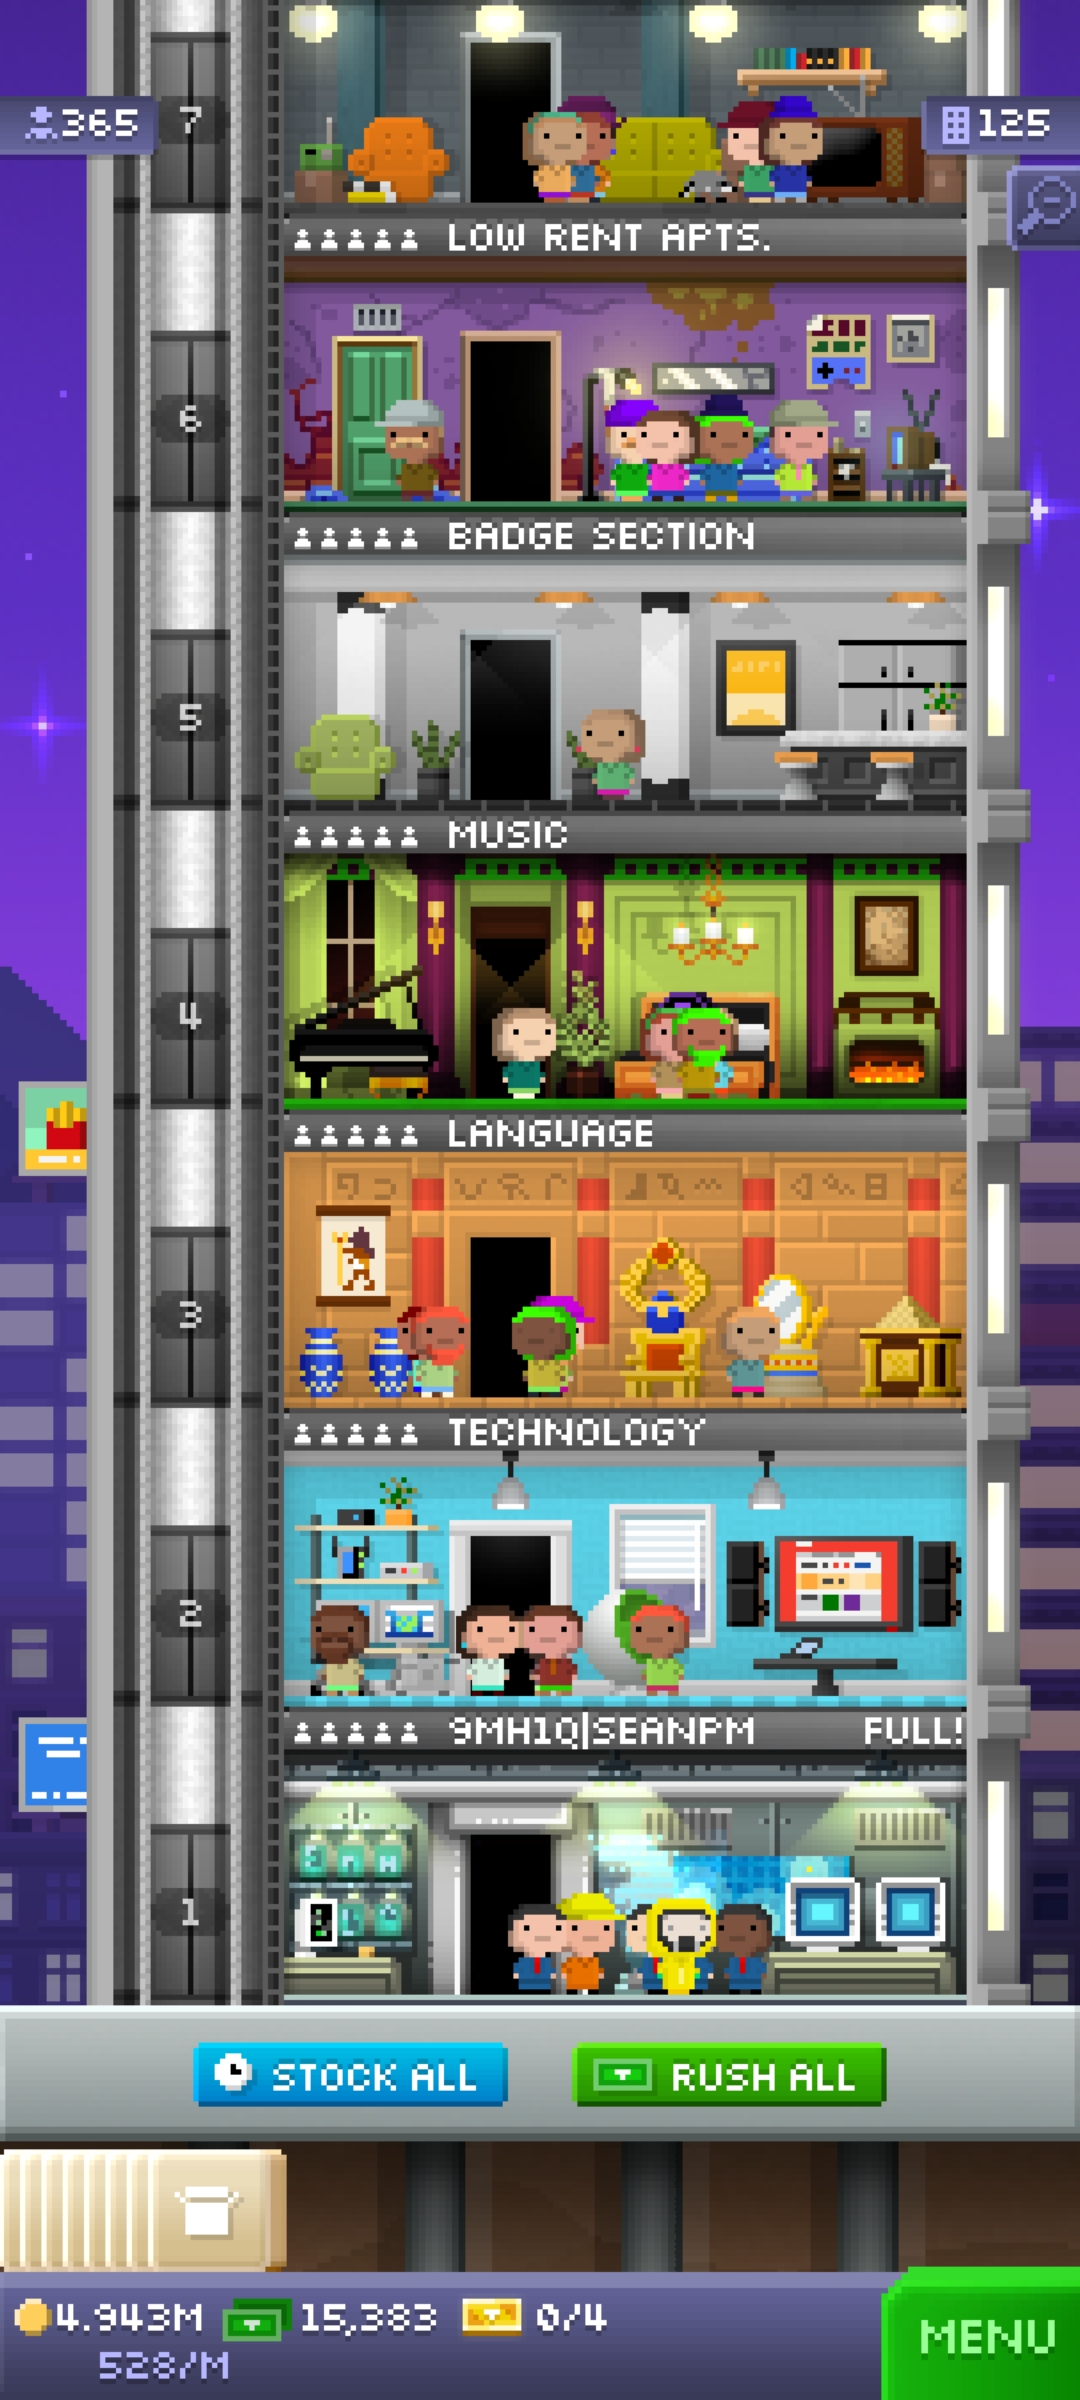 365
7
125
LOW RENT APTS.
6
BADGE SECTION
5
MUSIC
4
LANGUAGE
3
TECHNOLOGY
2
9MH1Q|SEANPM FULL!
1
STOCK ALL
RUSH ALL
4.943M 15,383 0/4
528/M
MENU